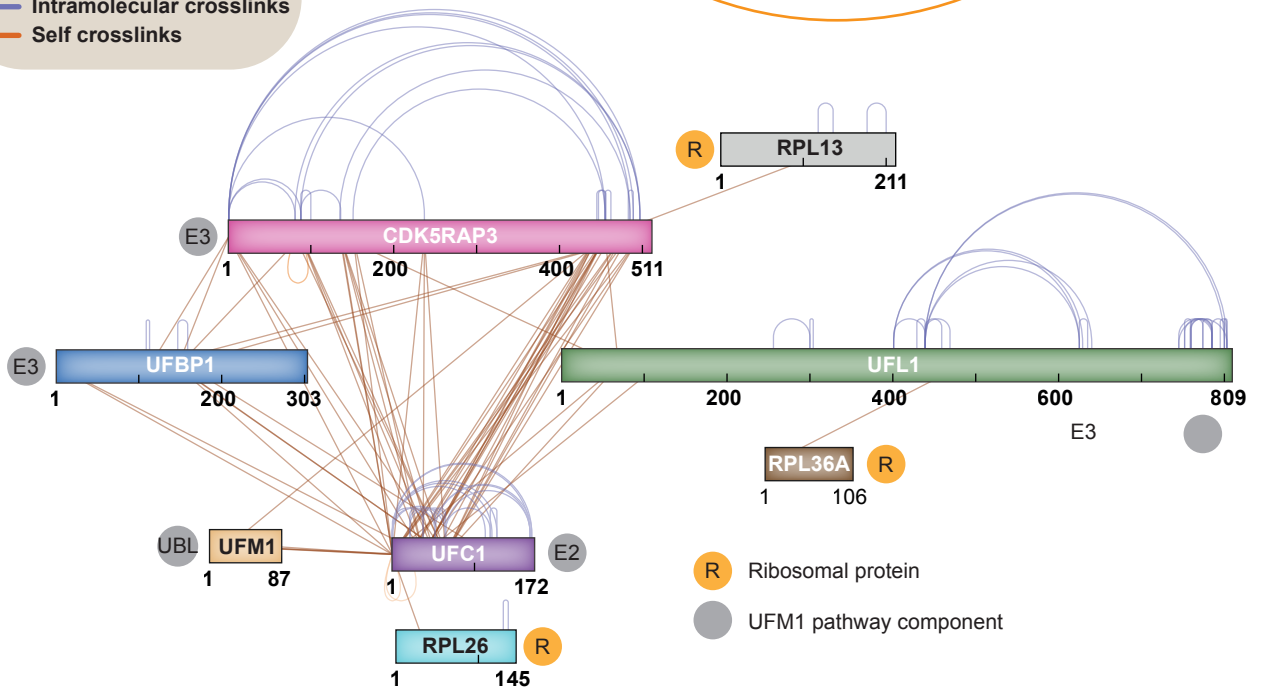 Intramolecular crosslinks
Self crosslinks
R
RPL13
1
211
E3
CDK5RAP3
1
200
400
511
E3
UFBP1
1
200
303
UFL1
1
200
400
600
809
E3
RPL36A
R
1
106
UBL
UFM1
1
87
UFC1
E2
1
172
R
Ribosomal protein
UFM1 pathway component
RPL26
R
1
145